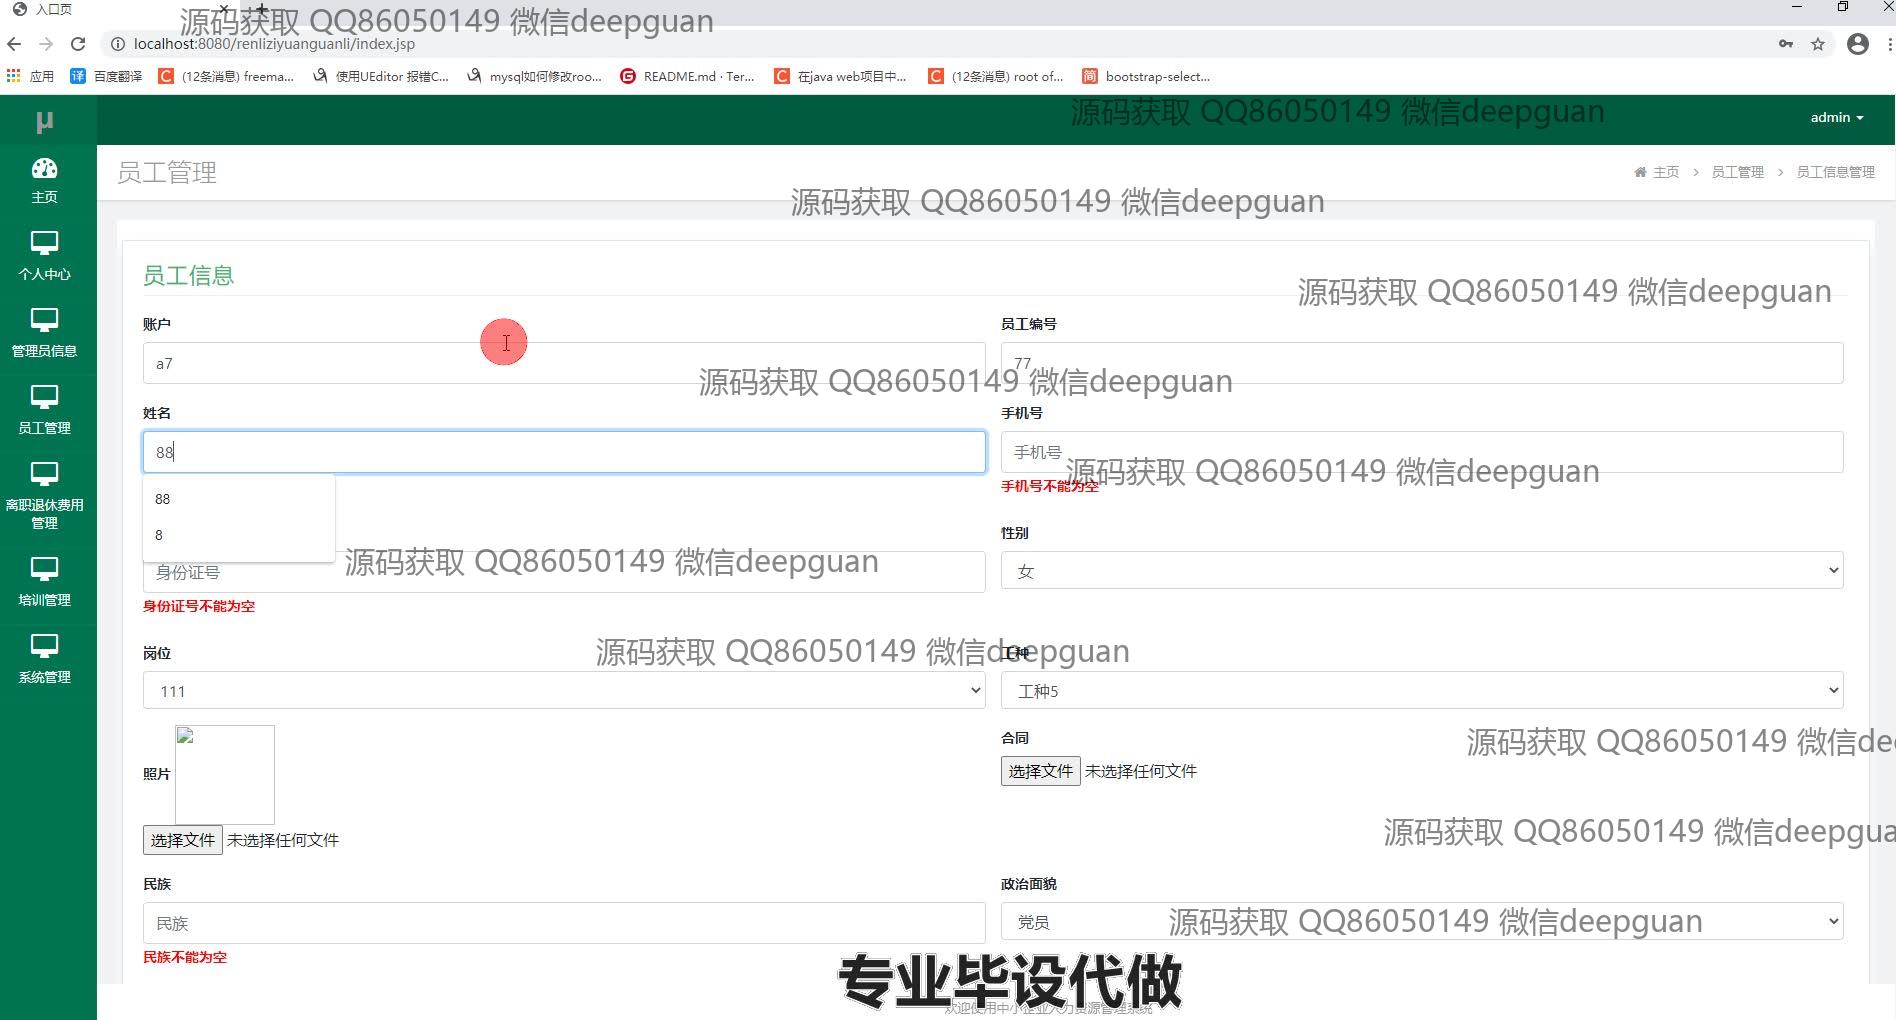 入口页
源码获取 QQ86050149 微信deepguan
localhost:8080/renliziyuanguanli/index.jsp
应用 百度翻译 (12条消息) freema... 使用UEditor 报错C... mysql如何修改roo... README.md · Ter... 在java web项目中... (12条消息) root of... bootstrap-select...
源码获取 QQ86050149 微信deepguan
μ
admin
主页
个人中心
管理员信息
员工管理
离职退休费用
管理
培训管理
系统管理
员工管理
主页 > 员工管理 > 员工信息管理
源码获取 QQ86050149 微信deepguan
员工信息
源码获取 QQ86050149 微信deepguan
账户 员工编号
a7 77
源码获取 QQ86050149 微信deepguan
姓名 手机号
88 手机号
源码获取 QQ86050149 微信deepguan
手机号不能为空
88
8
性别
源码获取 QQ86050149 微信deepguan
身份证号 女
身份证号不能为空
岗位 工种
源码获取 QQ86050149 微信deepguan
111 工种5
合同
源码获取 QQ86050149 微信de
照片
选择文件 未选择任何文件
选择文件 未选择任何文件
源码获取 QQ86050149 微信deepgua
民族 政治面貌
民族 党员
源码获取 QQ86050149 微信deepguan
民族不能为空
专业毕设代做
欢迎使用中小企业人力资源管理系统